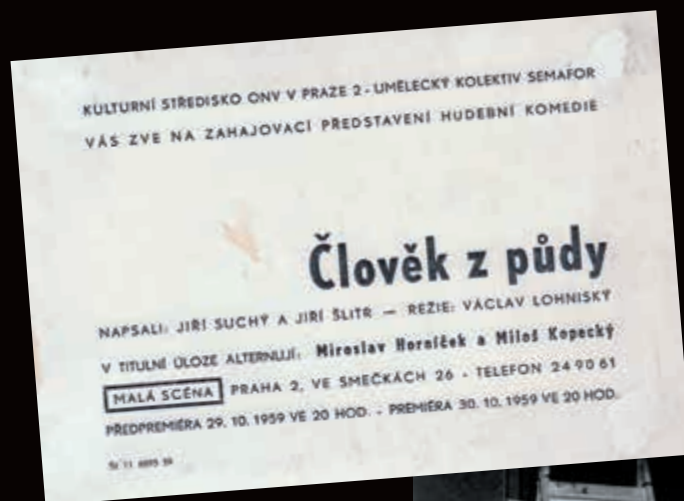 KULTURNÍ STŘEDISKO ONV V PRAZE 2 - UMĚLECKÝ KOLEKTIV SEMAFOR
VÁS ZVE NA ZAHAJOVACÍ PŘEDSTAVENÍ HUDEBNÍ KOMEDIE
Člověk z půdy
NAPSALI: JIŘÍ SUCHÝ A JIŘÍ ŠLITR — REŽIE: VÁCLAV LOHNISKÝ
V TITULNÍ ÚLOZE ALTERNUJÍ: Miroslav Horníček a Miloš Kopecký
MALÁ SCÉNA PRAHA 2, VE SMEČKÁCH 26 - TELEFON 24 90 61
PŘEDPREMIÉRA 29. 10. 1959 VE 20 HOD. - PREMIÉRA 30. 10. 1959 VE 20 HOD.